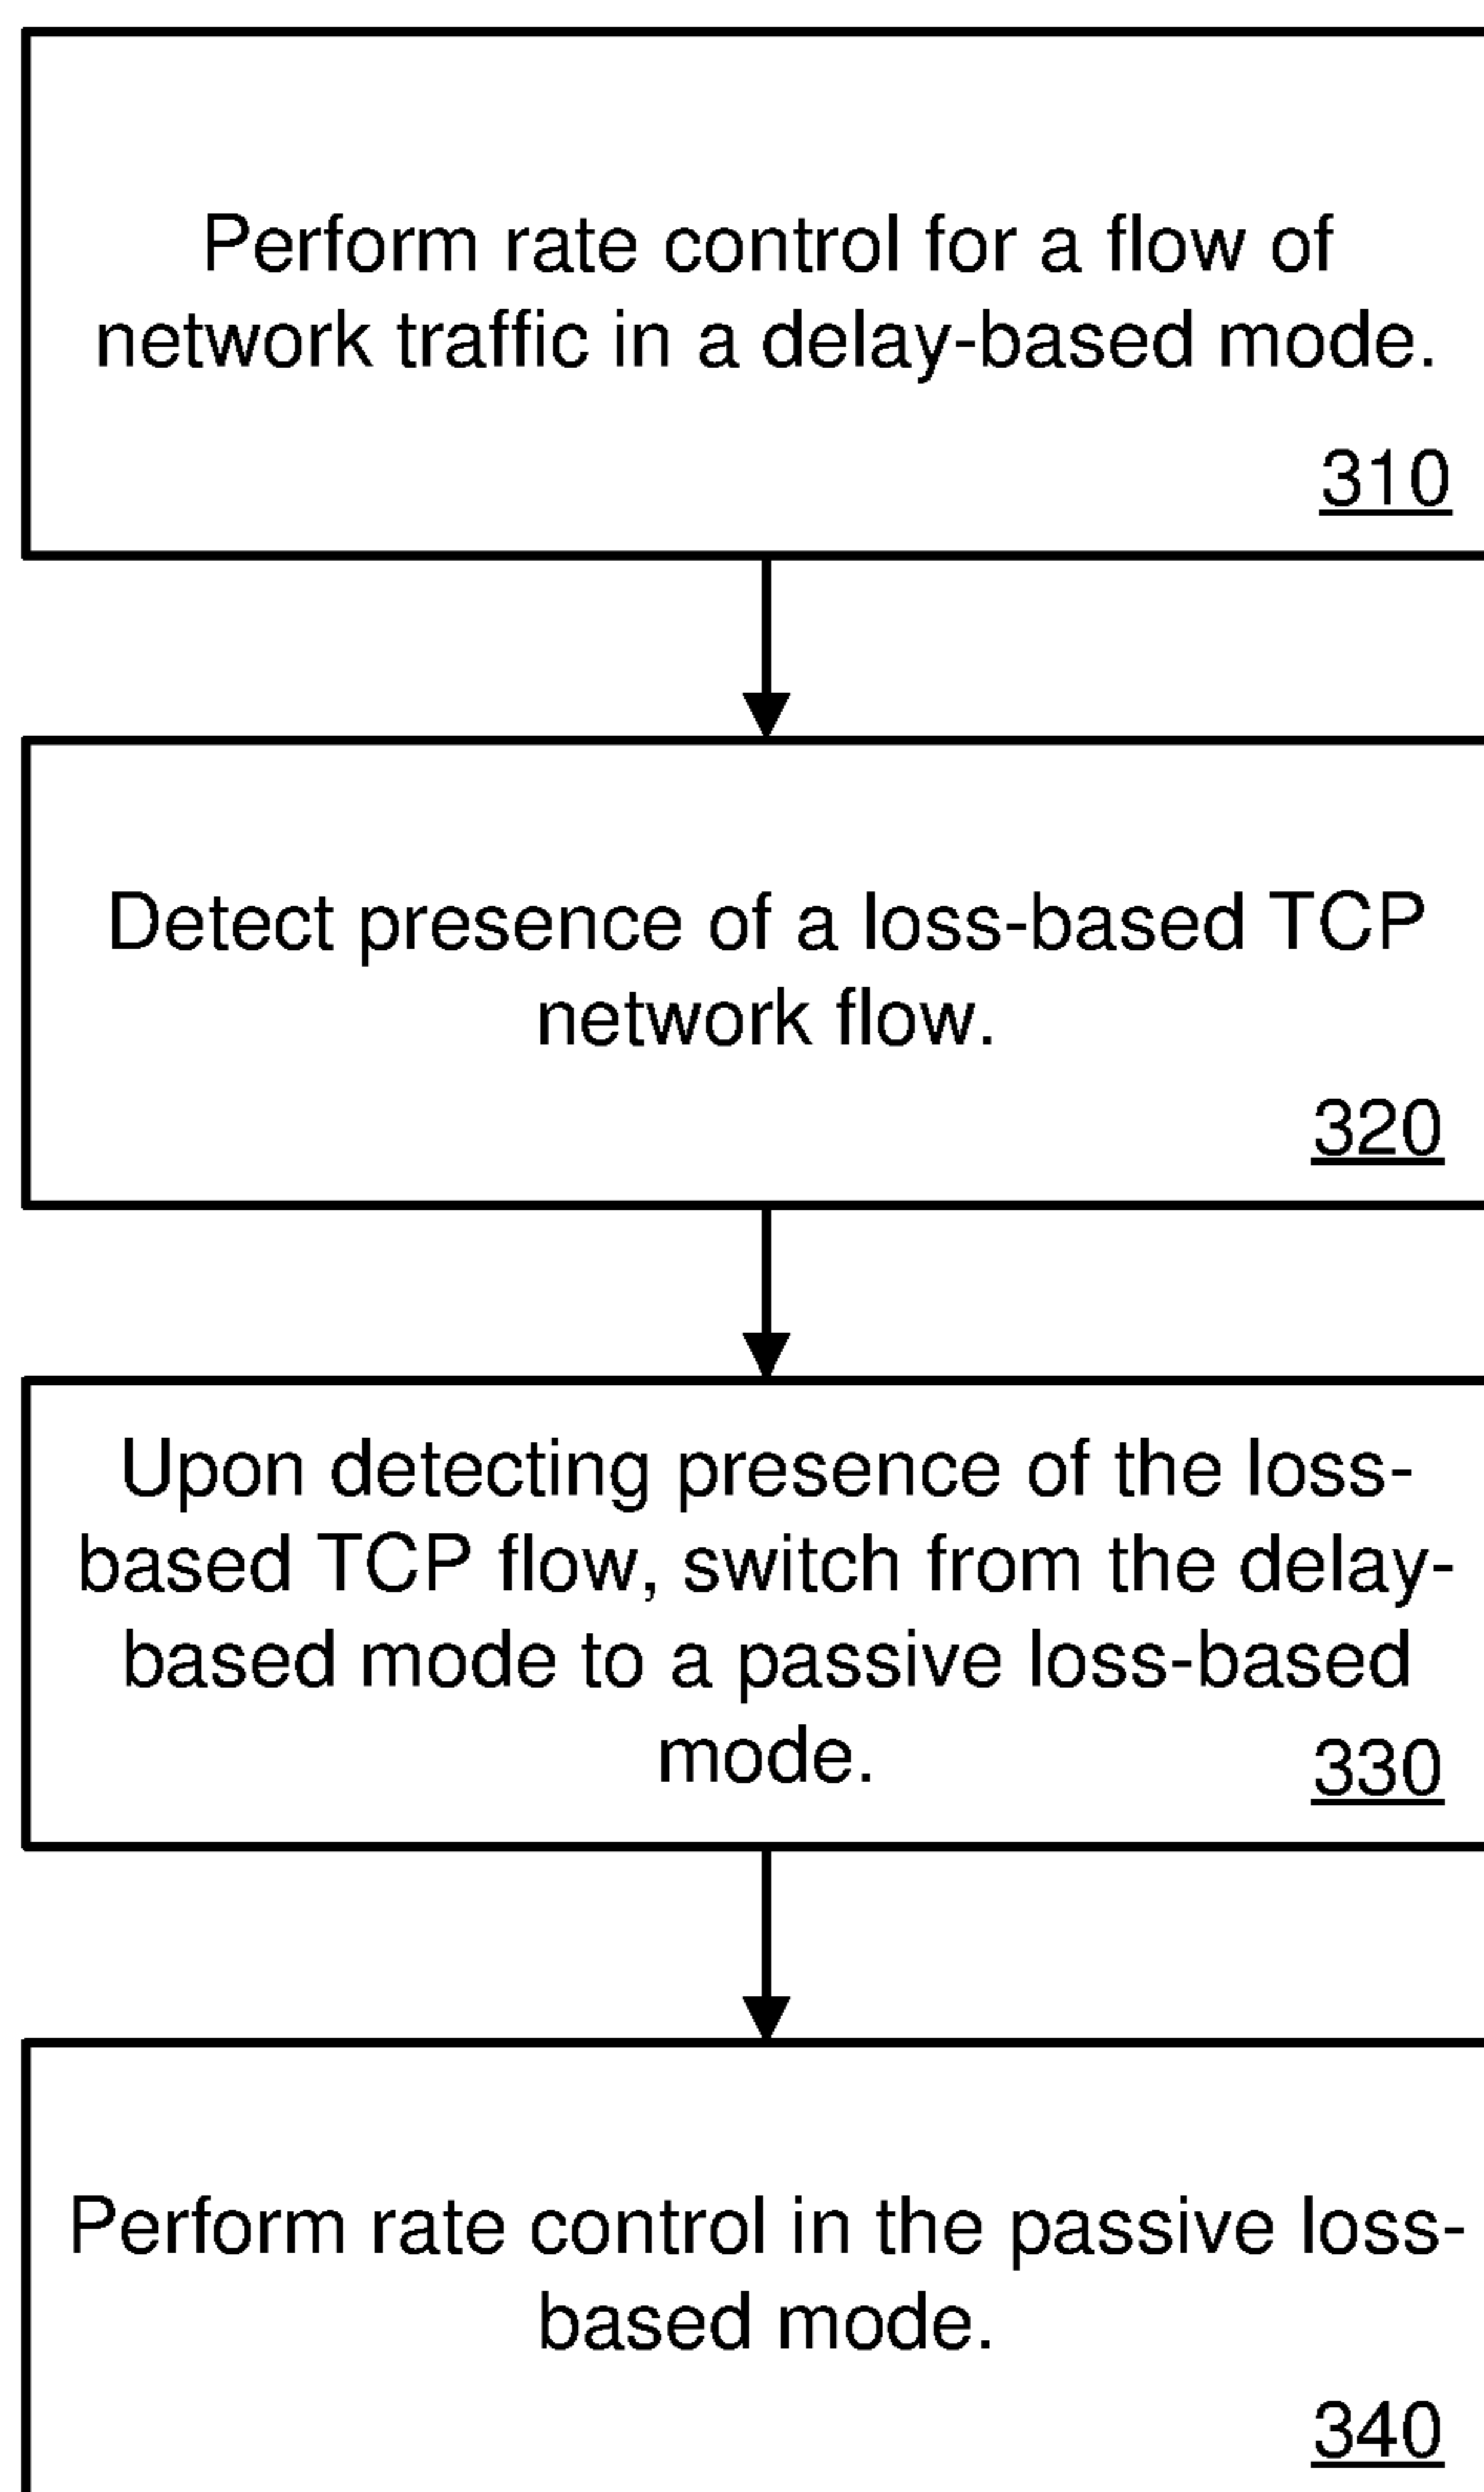 Perform rate control for a flow of
network traffic in a delay-based mode.
310
Detect presence of a loss-based TCP
network flow.
320
Upon detecting presence of the loss-
based TCP flow, switch from the delay-
based mode to a passive loss-based
mode.
330
Perform rate control in the passive loss-
based mode.
340